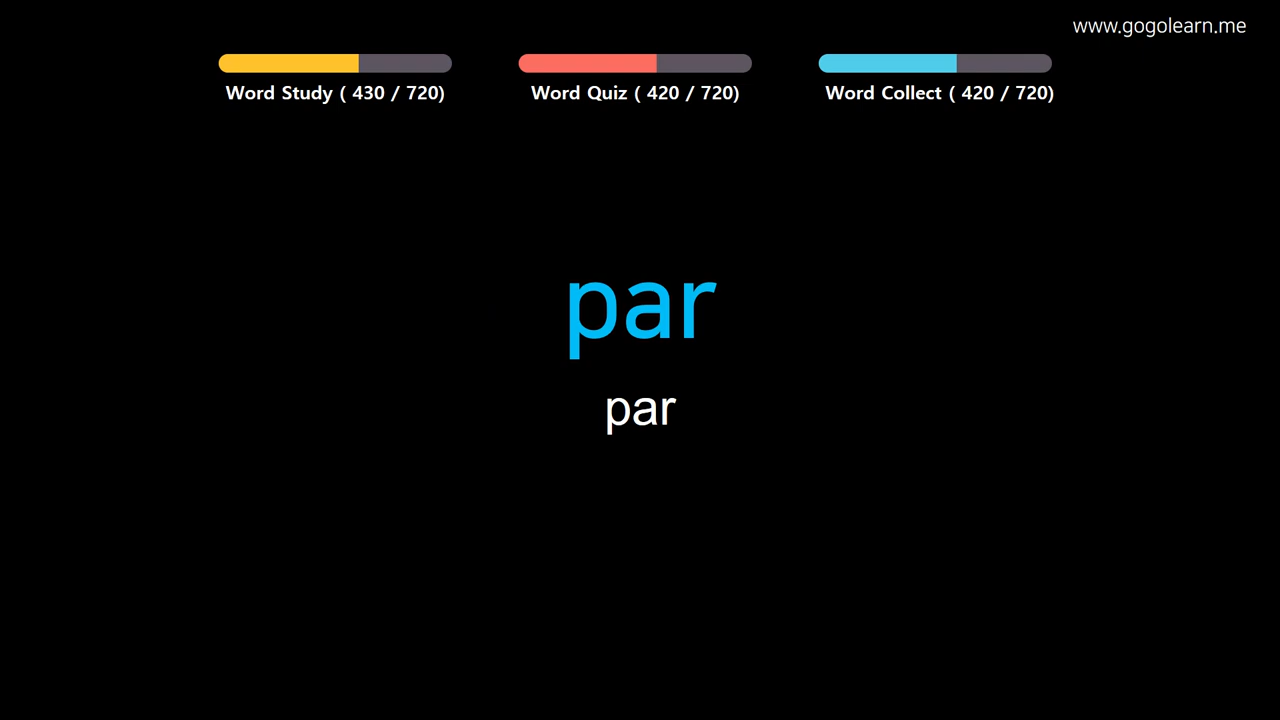 www.gogolearn.me
Word Study ( 430 / 720)
Word Quiz ( 420 / 720)
Word Collect ( 420 / 720)
par
par